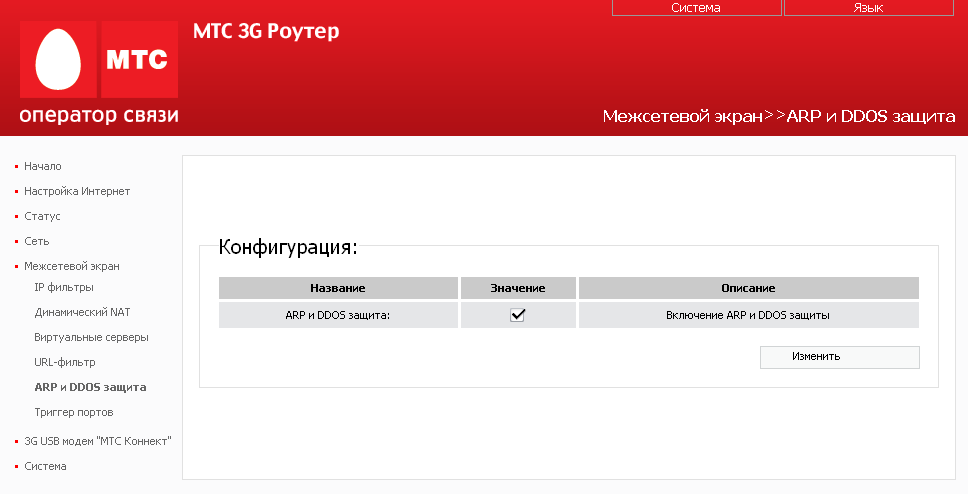 Система Язык
МТС 3G Роутер
МТС
оператор связи
Межсетевой экран>>ARP и DDOS защита
Начало
Настройка Интернет
Статус
Сеть
Межсетевой экран
IP фильтры
Динамический NAT
Виртуальные серверы
URL-фильтр
ARP и DDOS защита
Триггер портов
3G USB модем "МТС Коннект"
Система
Конфигурация:
Название Значение Описание
ARP и DDOS защита: Включение ARP и DDOS защиты
Изменить